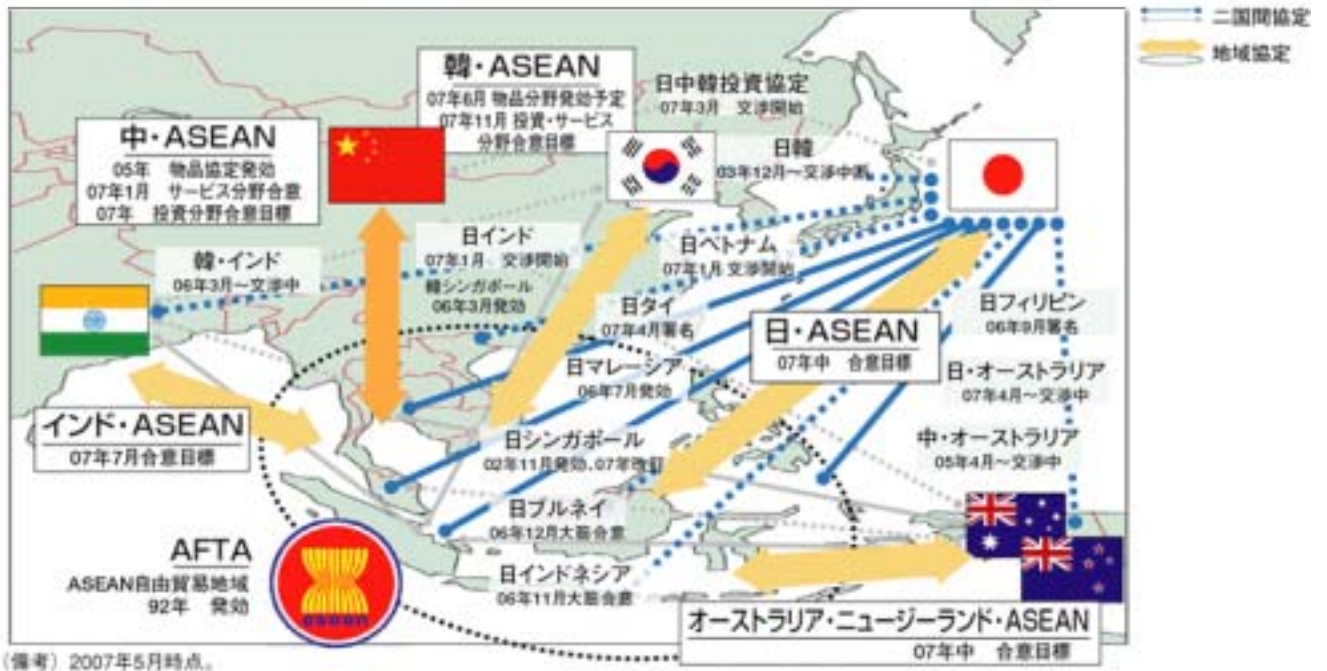 二国間協定
地域協定
韓・ASEAN
07年6月 物品分野発効予定
07年11月 投資・サービス
分野合意目標
日中韓投資協定
07年3月 交渉開始
中・ASEAN
05年 物品協定発効
07年1月 サービス分野合意
07年 投資分野合意目標
日韓
03年12月～交渉中断
韓・インド
06年3月～交渉中
日インド
07年1月 交渉開始
韓シンガポール
06年3月発効
日ベトナム
07年1月 交渉開始
日タイ
07年4月署名
日・ASEAN
07年中 合意目標
日フィリピン
06年9月署名
日マレーシア
06年7月発効
日・オーストラリア
07年4月～交渉中
インド・ASEAN
07年7月合意目標
日シンガポール
02年11月発効、07年改訂
中・オーストラリア
05年4月～交渉中
日ブルネイ
06年12月大筋合意
AFTA
ASEAN自由貿易地域
92年 発効
asean
日インドネシア
06年11月大筋合意
オーストラリア・ニュージーランド・ASEAN
07年中 合意目標
（備考）2007年5月時点。